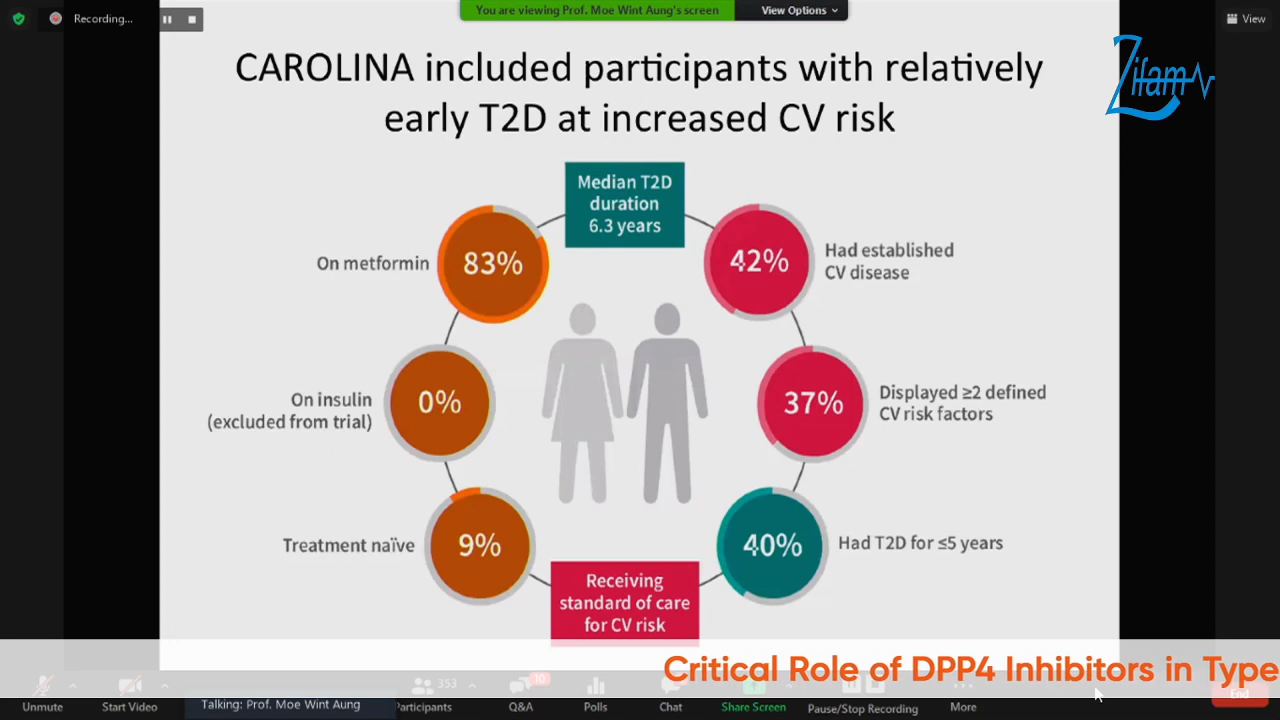 Recording...
You are viewing Prof. Moe Wint Aung's screen
View Options
View
Zifam
CAROLINA included participants with relatively
early T2D at increased CV risk
Median T2D
duration
6.3 years
On metformin
83%
42%
Had established
CV disease
On insulin
(excluded from trial)
0%
37%
Displayed ≥2 defined
CV risk factors
Treatment naïve
9%
40%
Had T2D for ≤5 years
Receiving
standard of care
for CV risk
Critical Role of DPP4 Inhibitors in Type
353
10
Unmute
Start Video
Talking: Prof. Moe Wint Aung
Participants
Q&A
Polls
Chat
Share Screen
Pause/Stop Recording
More
End